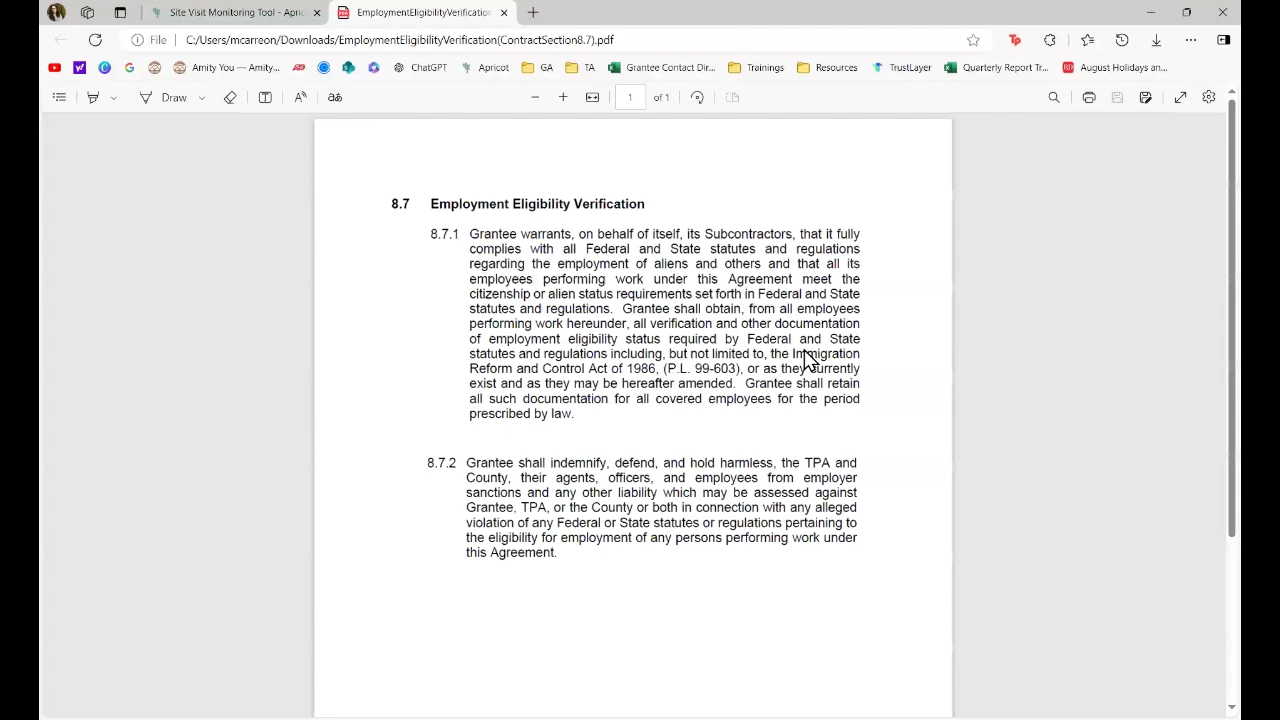 Site Visit Monitoring Tool - Apric
EmploymentEligibilityVerification
File C:/Users/mcarreon/Downloads/EmploymentEligibilityVerification(ContractSection8.7).pdf
Amity You — Amity... ChatGPT Apricot GA TA Grantee Contact Dir... Trainings Resources TrustLayer Quarterly Report Tr... August Holidays an...
Draw 1 of 1
8.7 Employment Eligibility Verification
8.7.1 Grantee warrants, on behalf of itself, its Subcontractors, that it fully
complies with all Federal and State statutes and regulations
regarding the employment of aliens and others and that all its
employees performing work under this Agreement meet the
citizenship or alien status requirements set forth in Federal and State
statutes and regulations. Grantee shall obtain, from all employees
performing work hereunder, all verification and other documentation
of employment eligibility status required by Federal and State
statutes and regulations including, but not limited to, the Immigration
Reform and Control Act of 1986, (P.L. 99-603), or as they currently
exist and as they may be hereafter amended. Grantee shall retain
all such documentation for all covered employees for the period
prescribed by law.
8.7.2 Grantee shall indemnify, defend, and hold harmless, the TPA and
County, their agents, officers, and employees from employer
sanctions and any other liability which may be assessed against
Grantee, TPA, or the County or both in connection with any alleged
violation of any Federal or State statutes or regulations pertaining to
the eligibility for employment of any persons performing work under
this Agreement.